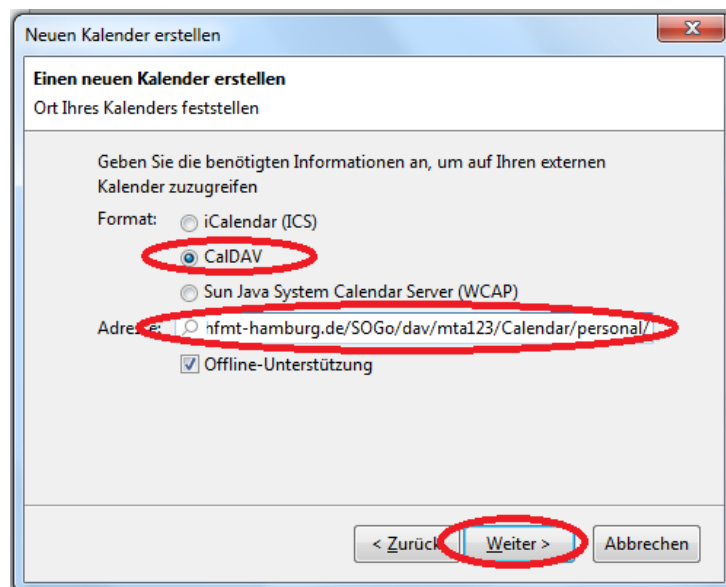 Neuen Kalender erstellen
Einen neuen Kalender erstellen
Ort Ihres Kalenders feststellen
Geben Sie die benötigten Informationen an, um auf Ihren externen
Kalender zuzugreifen
Format: iCalendar (ICS)
CalDAV
Sun Java System Calendar Server (WCAP)
Adresse: hfmt-hamburg.de/SOGo/dav/mta123/Calendar/personal/
Offline-Unterstützung
< Zurück Weiter > Abbrechen